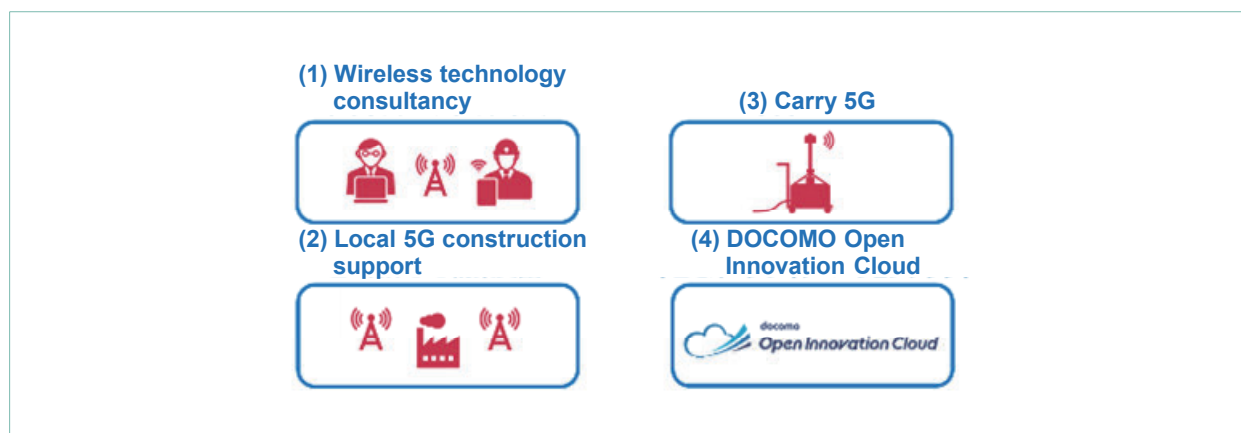 (1) Wireless technology
consultancy
(2) Local 5G construction
support
(3) Carry 5G
(4) DOCOMO Open
Innovation Cloud
docomo
Open Innovation Cloud